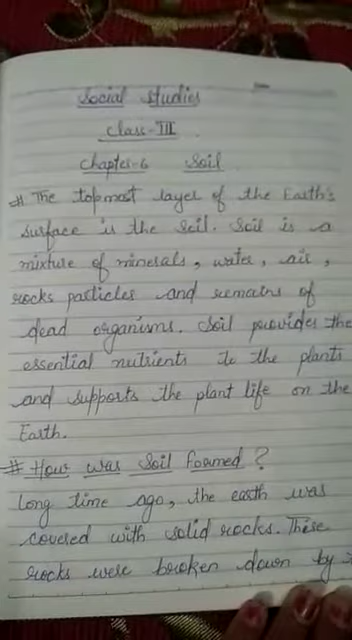 Social Studies
Class-III
Chapter-6 Soil
# The topmost layer of the Earth's
surface is the soil. Soil is a
mixture of minerals, water, air,
rocks particles and remains of
dead organisms. Soil provides the
essential nutrients to the plants
and supports the plant life on the
Earth.
# How was Soil formed?
Long time ago, the earth was
covered with solid rocks. These
rocks were broken down by